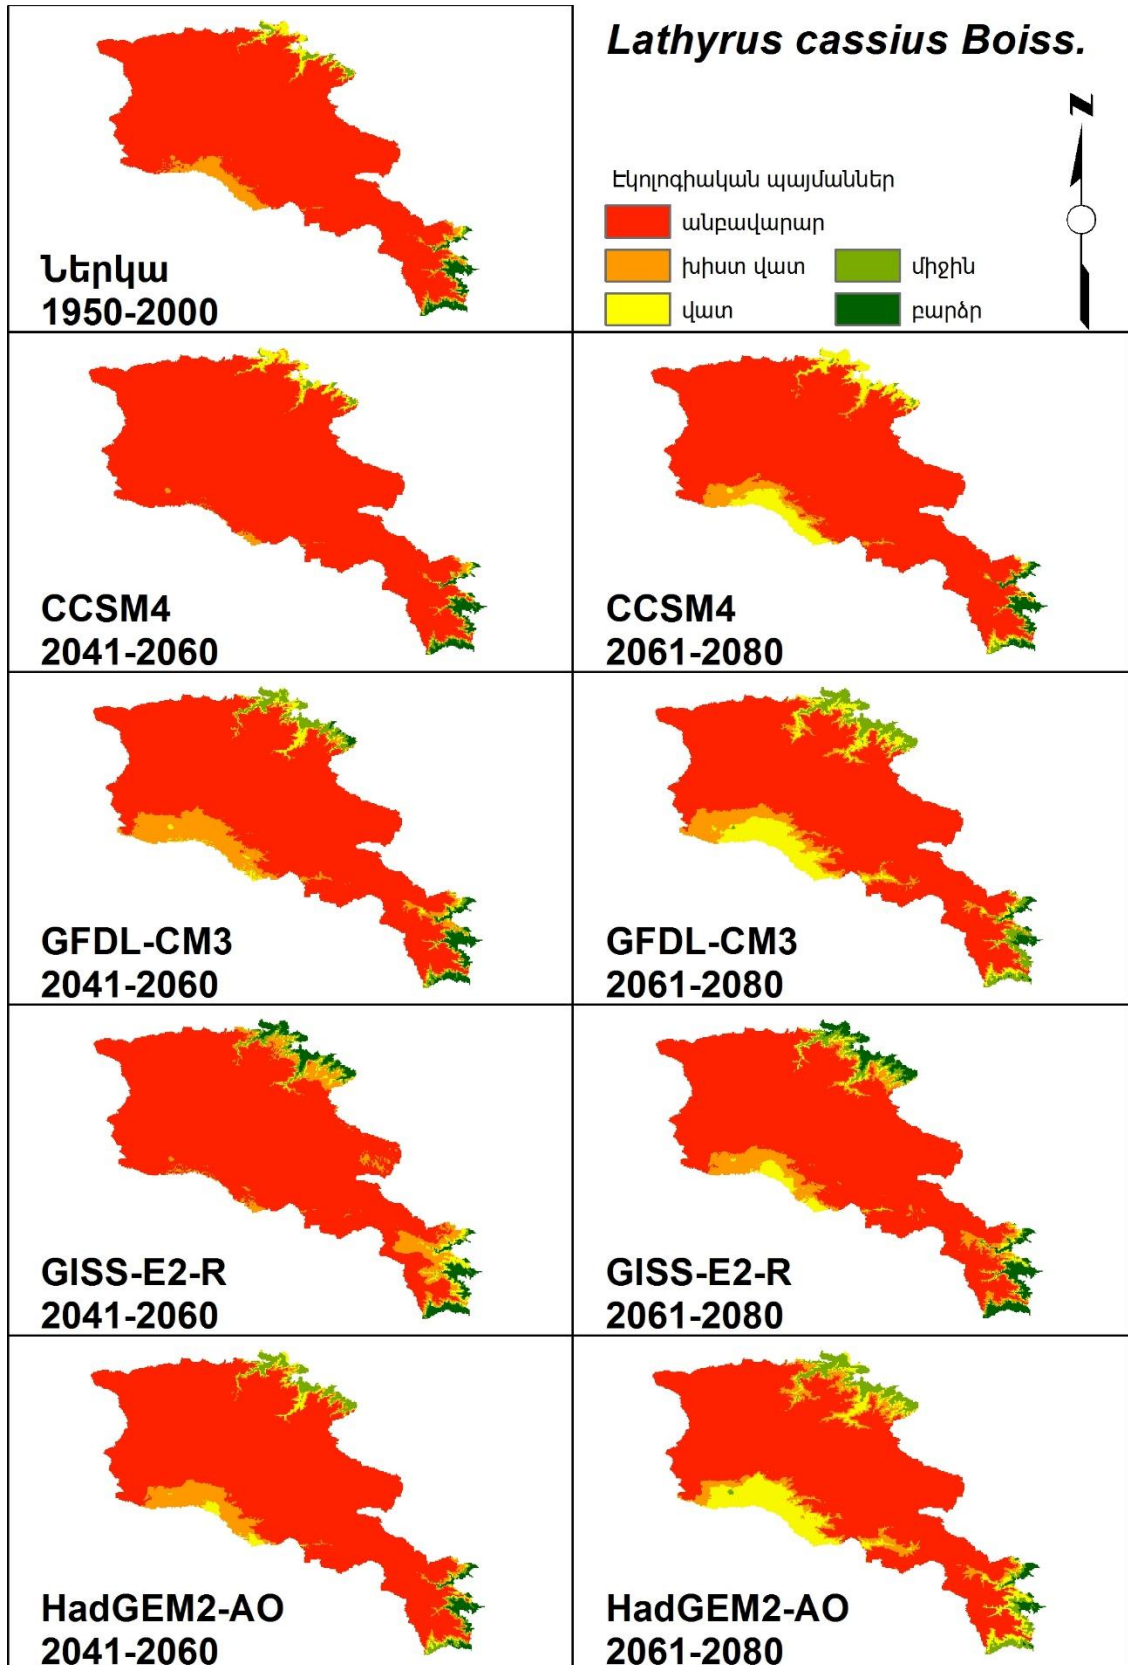 Lathyrus cassius Boiss.
N
Էկոլոգիական պայմաններ
անբավարար
խիստ վատ
միջին
վատ
բարձր
Ներկա
1950-2000
CCSM4
2041-2060
CCSM4
2061-2080
GFDL-CM3
2041-2060
GFDL-CM3
2061-2080
GISS-E2-R
2041-2060
GISS-E2-R
2061-2080
HadGEM2-AO
2041-2060
HadGEM2-AO
2061-2080